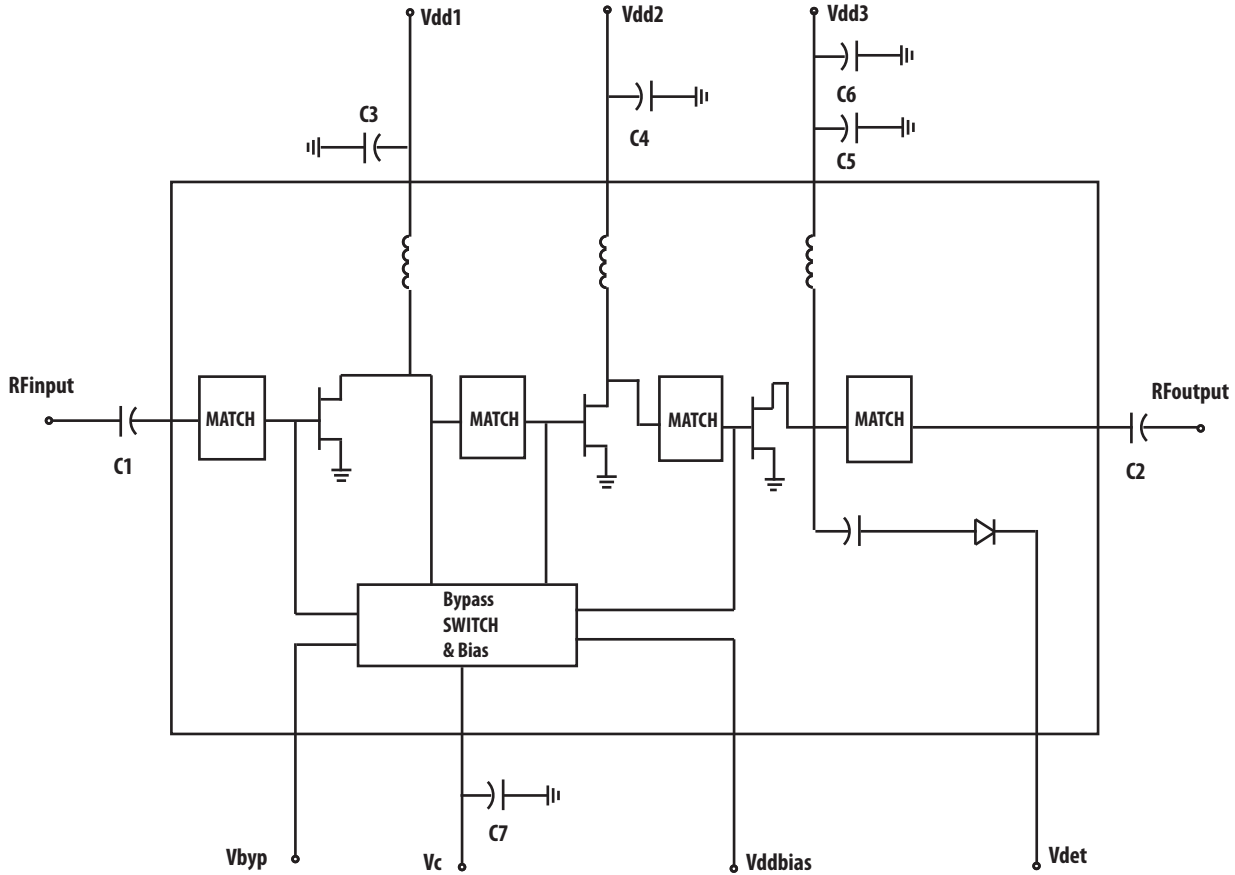 Vdd1
Vdd2
Vdd3
C6
C3
C4
C5
RFinput
MATCH
MATCH
MATCH
MATCH
RFoutput
C1
C2
Bypass
SWITCH
& Bias
C7
Vbyp
Vc
Vddbias
Vdet